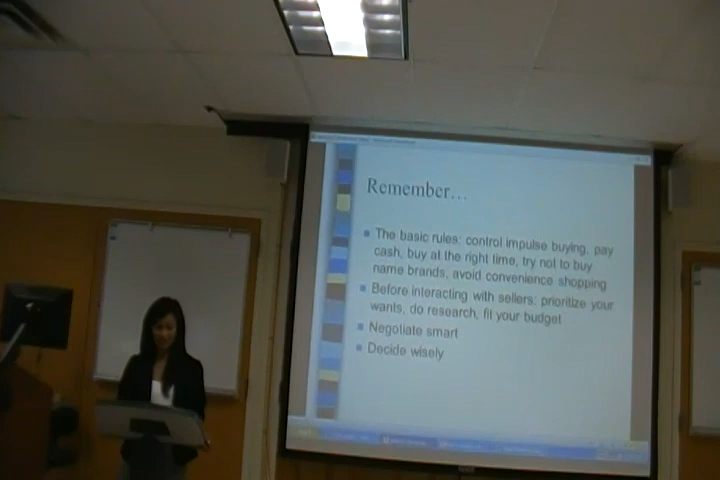 Remember…
The basic rules: control impulse buying, pay
cash, buy at the right time, try not to buy
name brands, avoid convenience shopping
Before interacting with sellers: prioritize your
wants, do research, fit your budget
Negotiate smart
Decide wisely